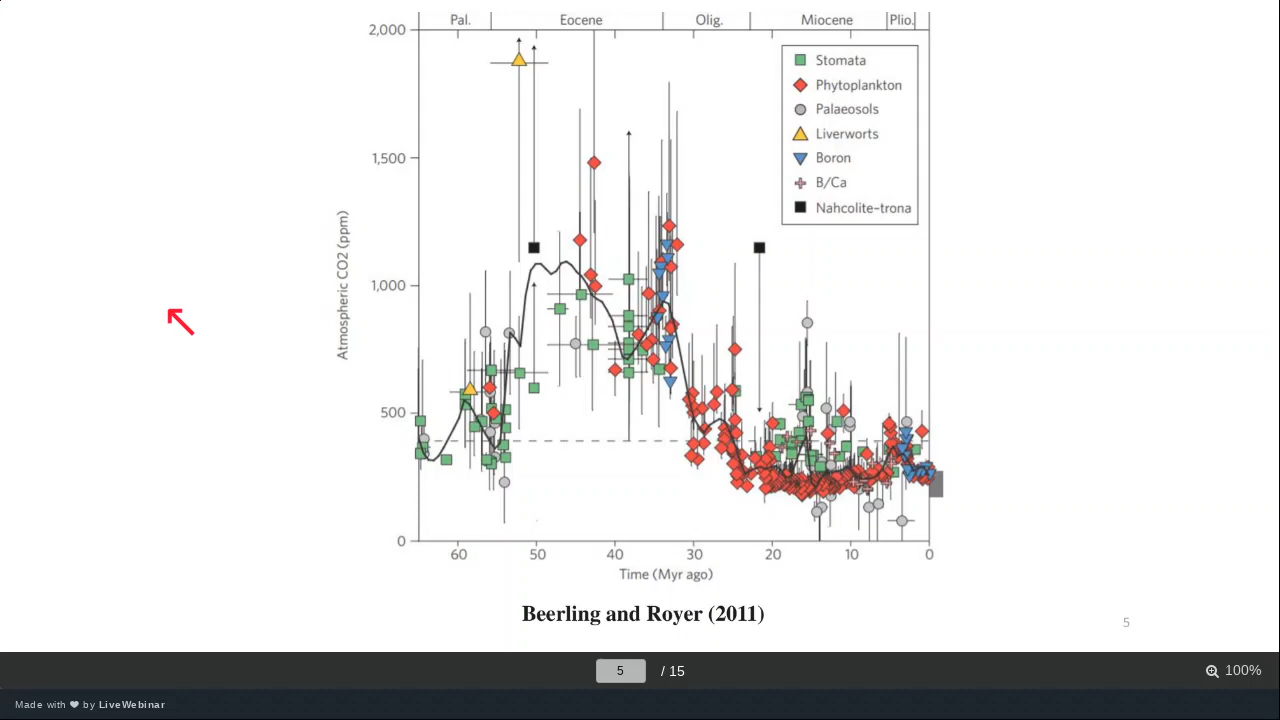 Pal. Eocene Olig. Miocene Plio.
2,000
1,500
1,000
500
0
Atmospheric CO2 (ppm)
Stomata
Phytoplankton
Palaeosols
Liverworts
Boron
B/Ca
Nahcolite–trona
60 50 40 30 20 10 0
Time (Myr ago)
Beerling and Royer (2011)
5
5 / 15
100%
Made with ❤ by LiveWebinar